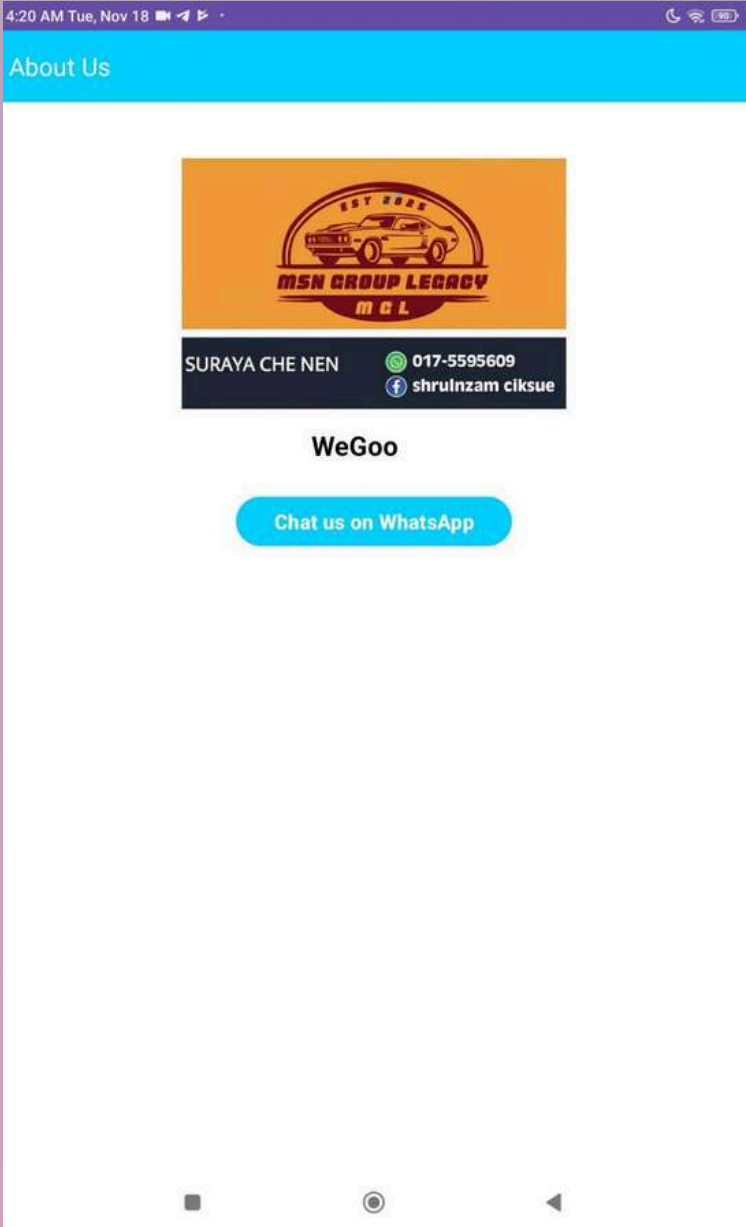 4:20 AM Tue, Nov 18
90
About Us
EST 2025
MSN GROUP LEGACY
M G L
SURAYA CHE NEN
017-5595609
shrulnzam ciksue
WeGoo
Chat us on WhatsApp